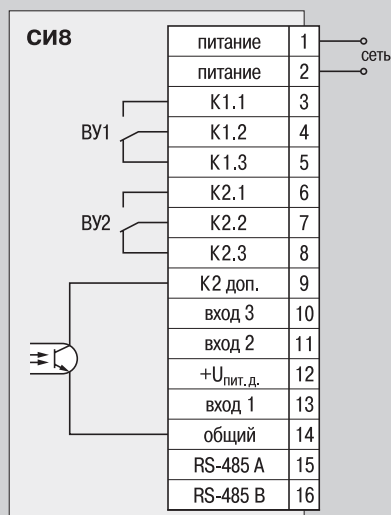 СИ8
питание 1
сеть
питание 2
К1.1 3
ВУ1
К1.2 4
К1.3 5
К2.1 6
ВУ2
К2.2 7
К2.3 8
К2 доп. 9
вход 3 10
вход 2 11
+Uпит.д. 12
вход 1 13
общий 14
RS-485 A 15
RS-485 B 16